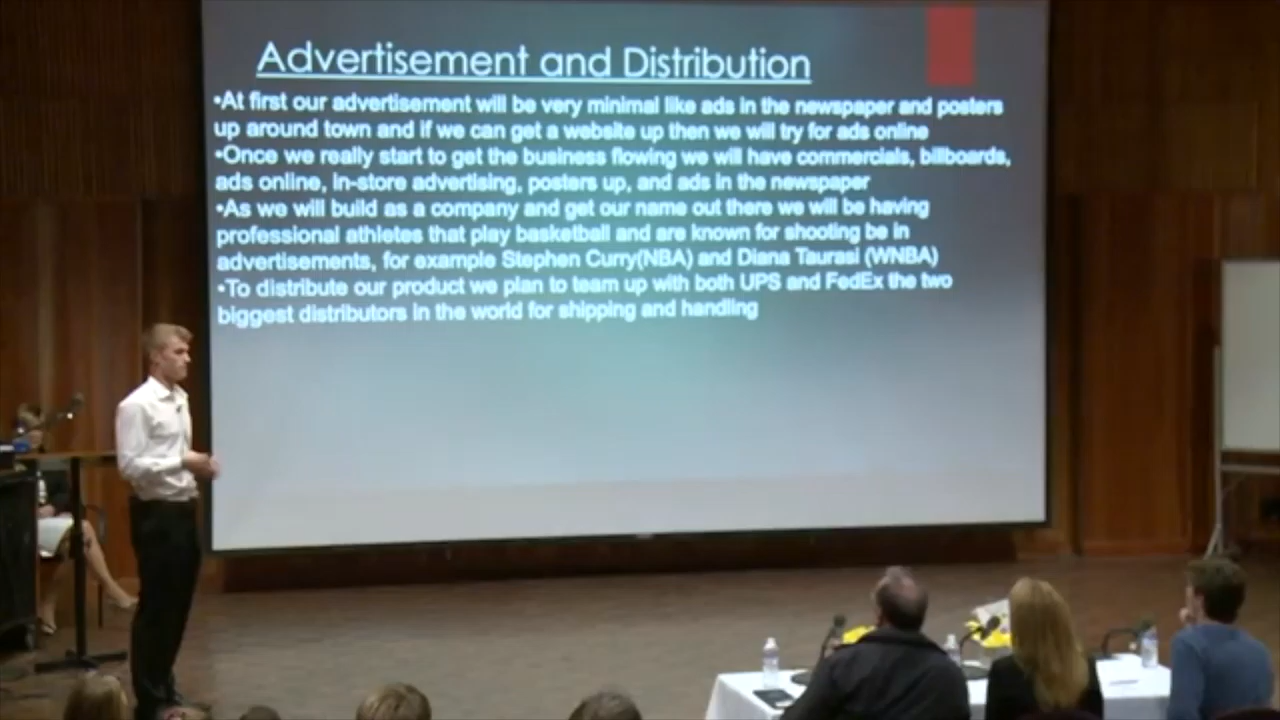 Advertisement and Distribution
•At first our advertisement will be very minimal like ads in the newspaper and posters
up around town and if we can get a website up then we will try for ads online
•Once we really start to get the business flowing we will have commercials, billboards,
ads online, in-store advertising, posters up, and ads in the newspaper
•As we will build as a company and get our name out there we will be having
professional athletes that play basketball and are known for shooting be in
advertisements, for example Stephen Curry(NBA) and Diana Taurasi (WNBA)
•To distribute our product we plan to team up with both UPS and FedEx the two
biggest distributors in the world for shipping and handling